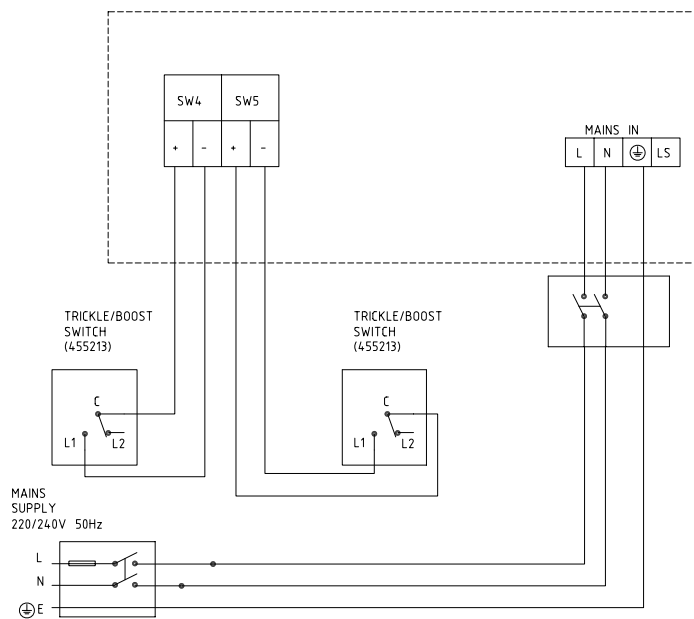 SW4 SW5
+ - + -
MAINS IN
L N LS
TRICKLE/BOOST
SWITCH
(455213)
TRICKLE/BOOST
SWITCH
(455213)
C
L1 L2
C
L1 L2
MAINS
SUPPLY
220/240V 50Hz
L
N
E